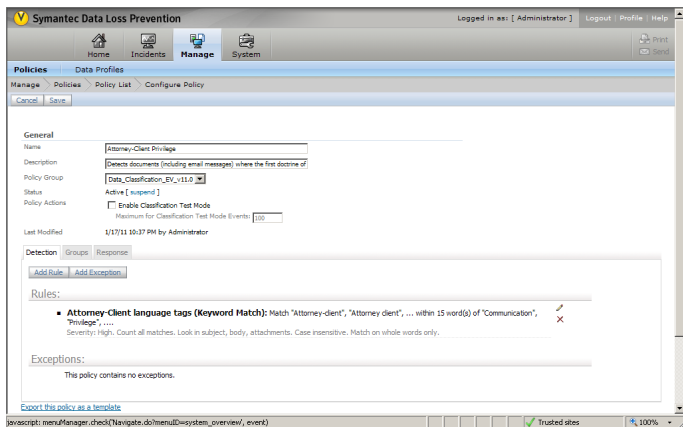 Symantec Data Loss Prevention
Logged in as: [ Administrator ] Logout | Profile | Help
Home Incidents Manage System
Print
Send
Policies Data Profiles
Manage Policies Policy List Configure Policy
Cancel Save
General
Name Attorney-Client Privilege
Description Detects documents (including email messages) where the first doctrine of
Policy Group Data_Classification_EV_v11.0
Status Active [ suspend ]
Policy Actions Enable Classification Test Mode
Maximum for Classification Test Mode Events: 100
Last Modified 1/17/11 10:37 PM by Administrator
Detection Groups Response
Add Rule Add Exception
Rules:
Attorney-Client language tags (Keyword Match): Match "Attorney-client", "Attorney client", ... within 15 word(s) of "Communication",
"Privilege", ....
Severity: High. Count all matches. Look in subject, body, attachments. Case insensitive. Match on whole words only.
Exceptions:
This policy contains no exceptions.
Export this policy as a template
javascript: menuManager.check('Navigate.do?menuID=system_overview', event) Trusted sites 100%